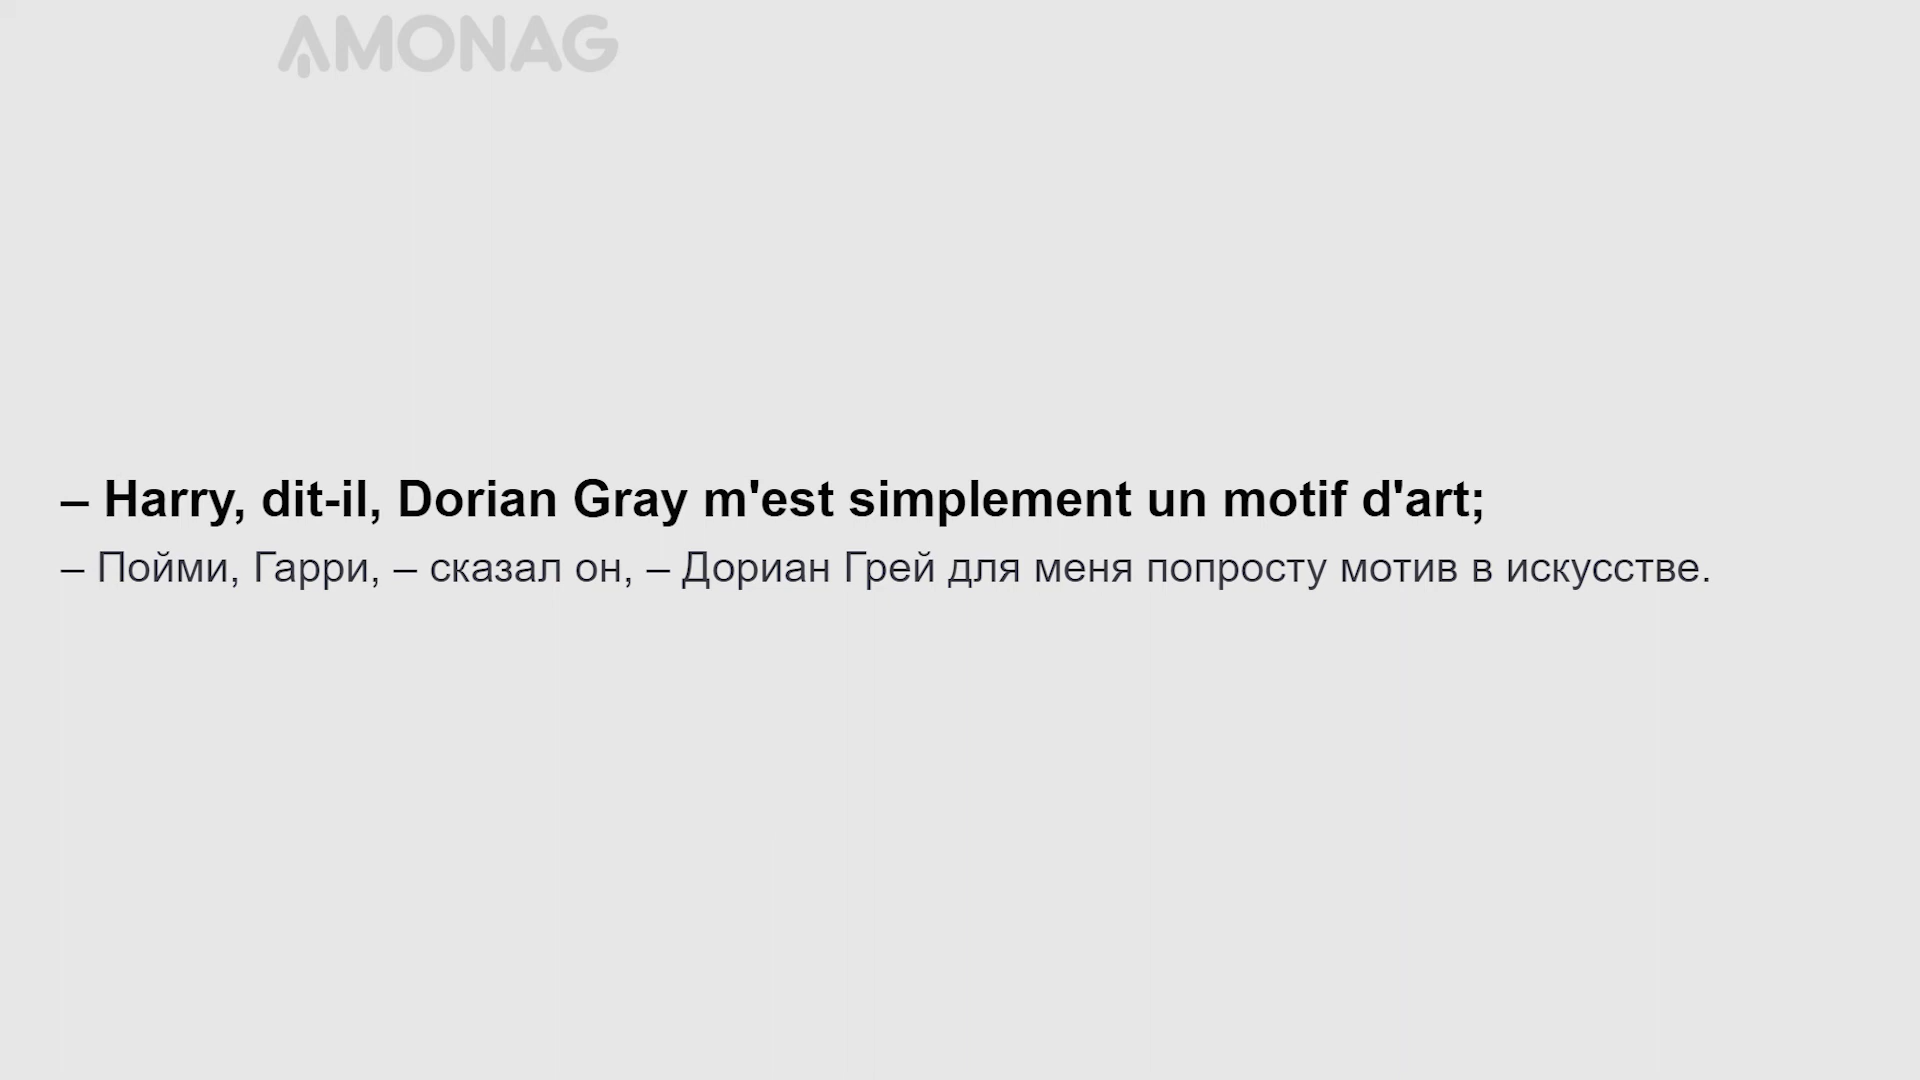 AMONAG
– Harry, dit-il, Dorian Gray m'est simplement un motif d'art;
– Пойми, Гарри, – сказал он, – Дориан Грей для меня попросту мотив в искусстве.